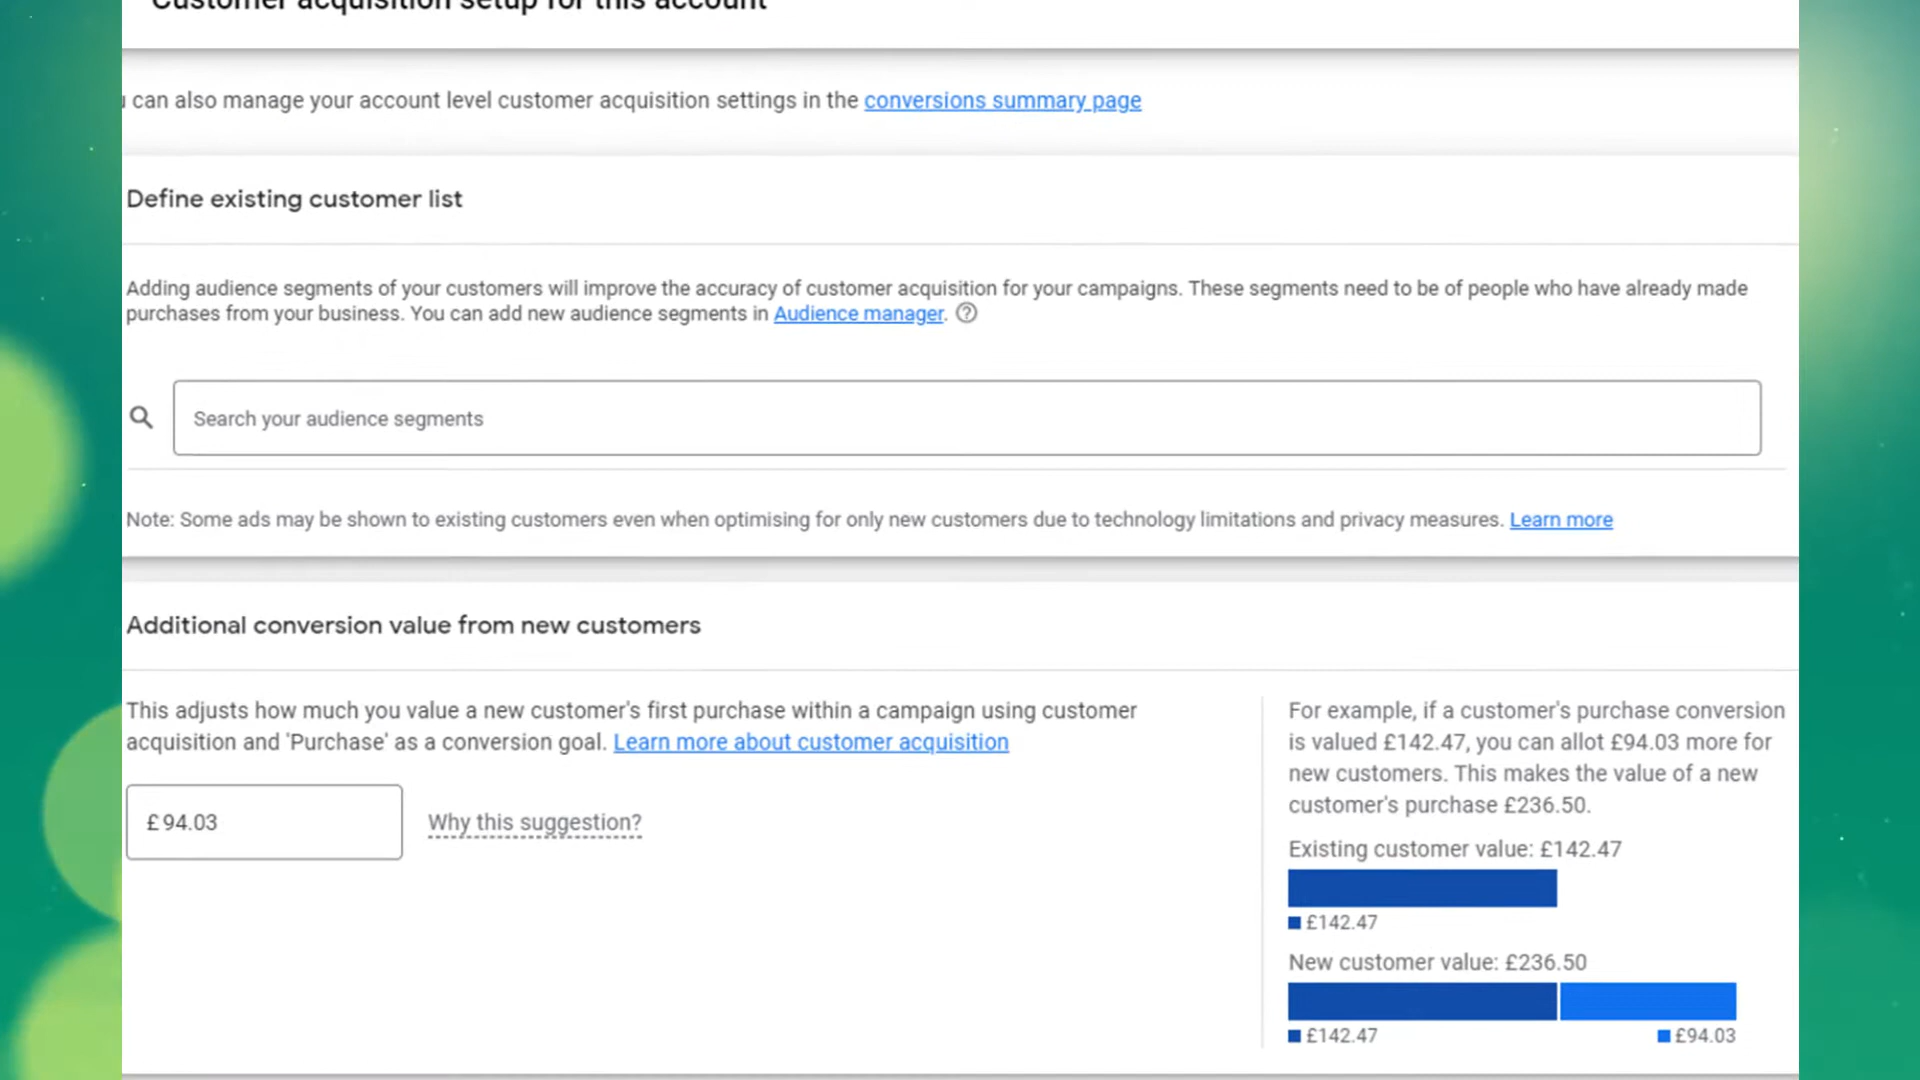 Customer acquisition setup for this account
can also manage your account level customer acquisition settings in the conversions summary page
Define existing customer list
Adding audience segments of your customers will improve the accuracy of customer acquisition for your campaigns. These segments need to be of people who have already made
purchases from your business. You can add new audience segments in Audience manager.
Search your audience segments
Note: Some ads may be shown to existing customers even when optimising for only new customers due to technology limitations and privacy measures. Learn more
Additional conversion value from new customers
This adjusts how much you value a new customer's first purchase within a campaign using customer
acquisition and 'Purchase' as a conversion goal. Learn more about customer acquisition
£ 94.03
Why this suggestion?
For example, if a customer's purchase conversion
is valued £142.47, you can allot £94.03 more for
new customers. This makes the value of a new
customer's purchase £236.50.
Existing customer value: £142.47
£142.47
New customer value: £236.50
£142.47 £94.03